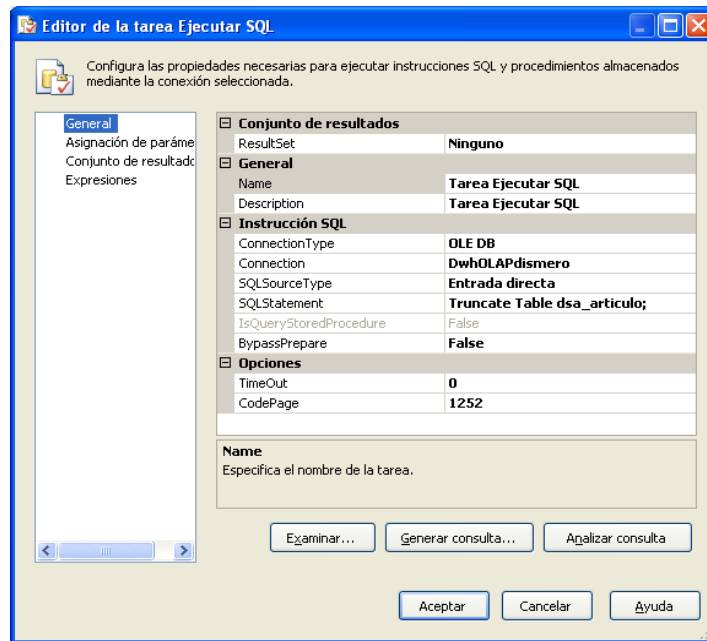 Editor de la tarea Ejecutar SQL
Configura las propiedades necesarias para ejecutar instrucciones SQL y procedimientos almacenados
mediante la conexión seleccionada.
General
Asignación de paráme
Conjunto de resultadc
Expresiones
Conjunto de resultados
ResultSet Ninguno
General
Name Tarea Ejecutar SQL
Description Tarea Ejecutar SQL
Instrucción SQL
ConnectionType OLE DB
Connection DwhOLAPdismero
SQLSourceType Entrada directa
SQLStatement Truncate Table dsa_articulo;
IsQueryStoredProcedure False
BypassPrepare False
Opciones
TimeOut 0
CodePage 1252
Name
Especifica el nombre de la tarea.
Examinar... Generar consulta... Analizar consulta
Aceptar Cancelar Ayuda